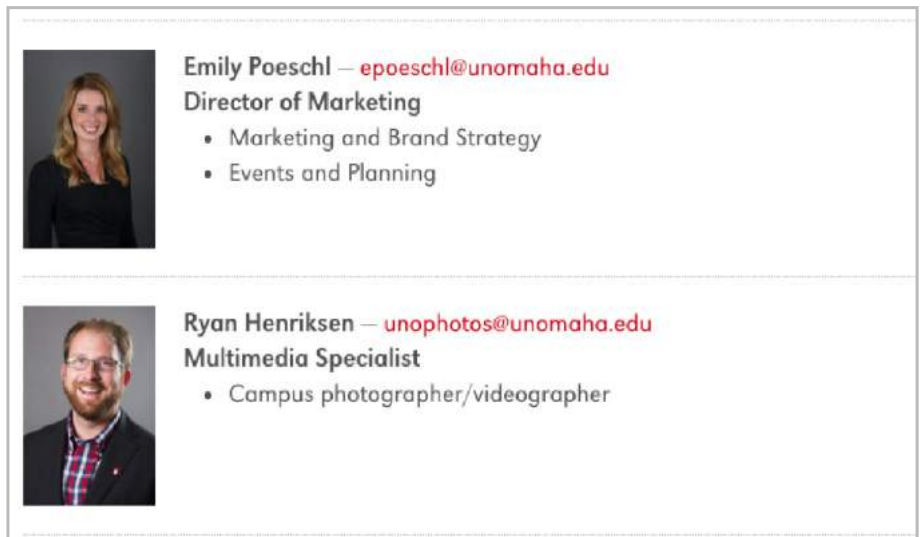 Emily Poeschl — epoeschl@unomaha.edu
Director of Marketing
• Marketing and Brand Strategy
• Events and Planning
Ryan Henriksen — unophotos@unomaha.edu
Multimedia Specialist
• Campus photographer/videographer